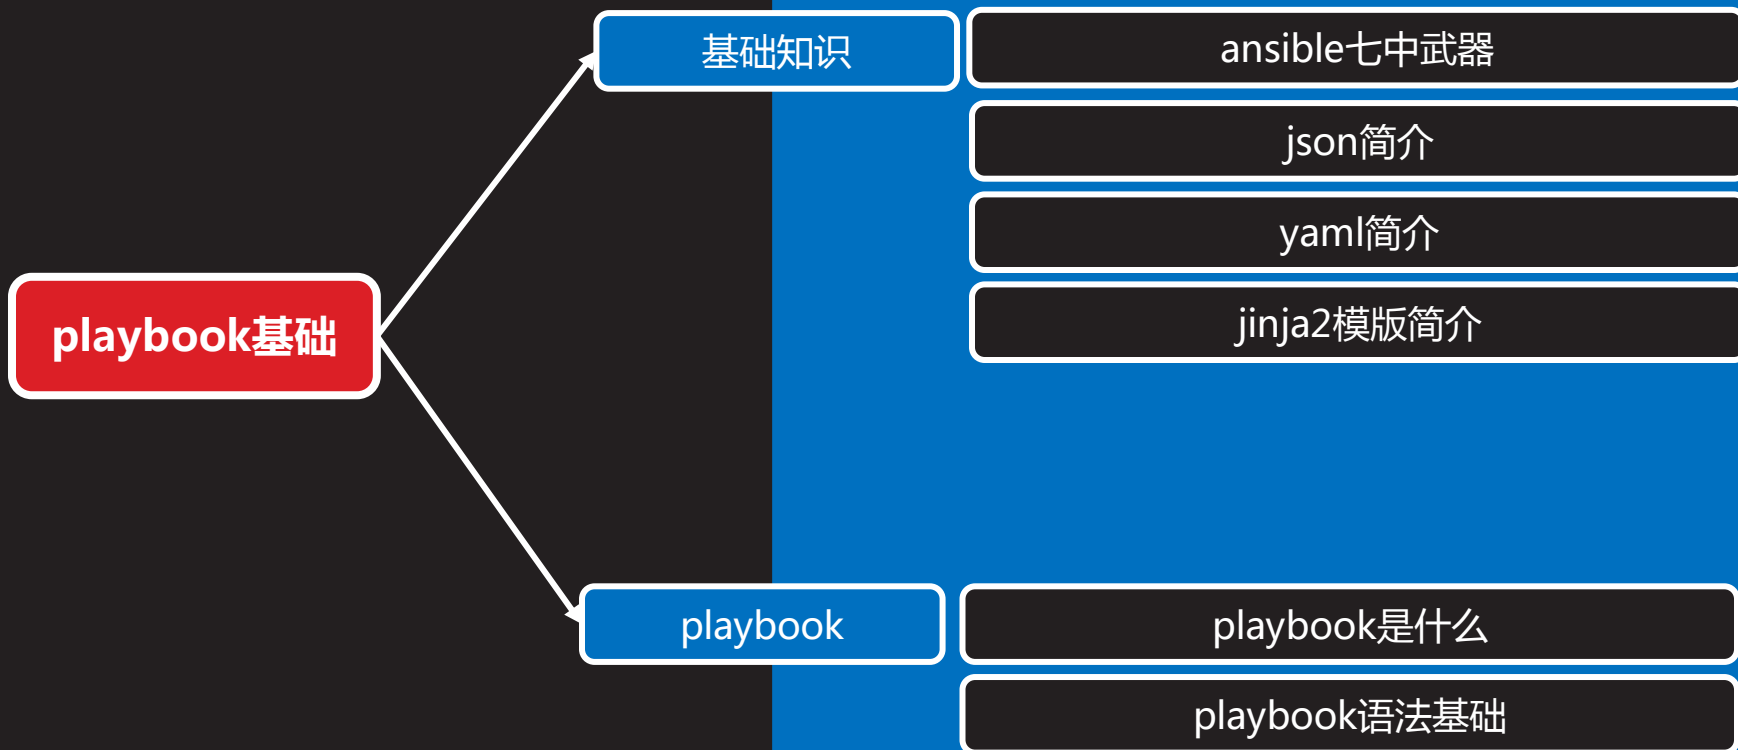 基础知识
ansible七中武器
json简介
yaml简介
jinja2模版简介
playbook基础
playbook
playbook是什么
playbook语法基础